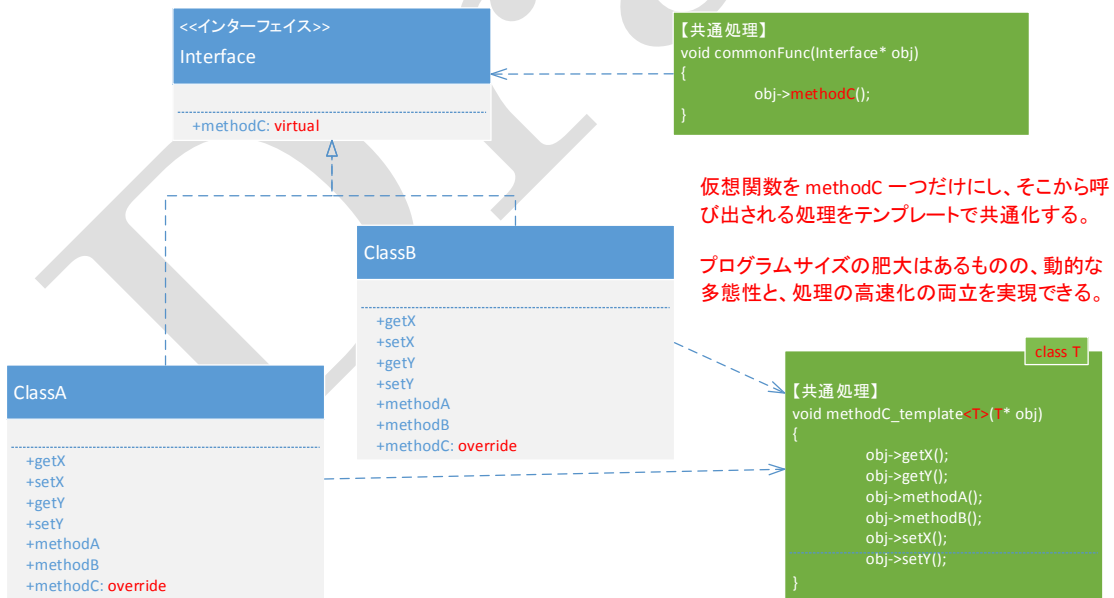 <<インターフェイス>>
Interface
+methodC: virtual
【共通処理】
void commonFunc(Interface* obj)
{
obj->methodC();
}
仮想関数を methodC 一つだけにし、そこから呼
び出される処理をテンプレートで共通化する。
プログラムサイズの肥大はあるものの、動的な
多態性と、処理の高速化の両立を実現できる。
ClassB
+getX
+setX
+getY
+setY
+methodA
+methodB
+methodC: override
ClassA
+getX
+setX
+getY
+setY
+methodA
+methodB
+methodC: override
class T
【共通処理】
void methodC_template<T>(T* obj)
{
obj->getX();
obj->getY();
obj->methodA();
obj->methodB();
obj->setX();
obj->setY();
}